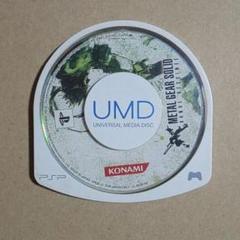 UMD
UNIVERSAL MEDIA DISC
METAL GEAR SOLID
KONAMI
PSP